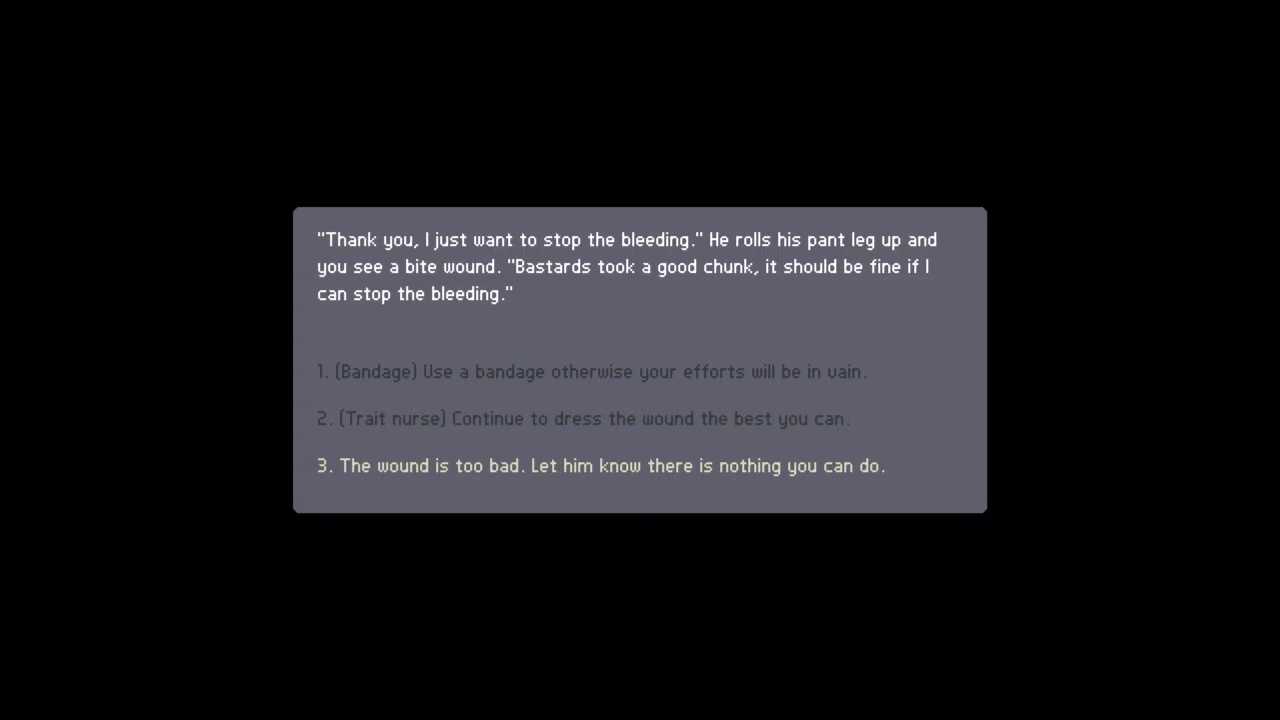 "Thank you, I just want to stop the bleeding." He rolls his pant leg up and
you see a bite wound. "Bastards took a good chunk, it should be fine if I
can stop the bleeding."
1. (Bandage) Use a bandage otherwise your efforts will be in vain.
2. (Trait nurse) Continue to dress the wound the best you can.
3. The wound is too bad. Let him know there is nothing you can do.